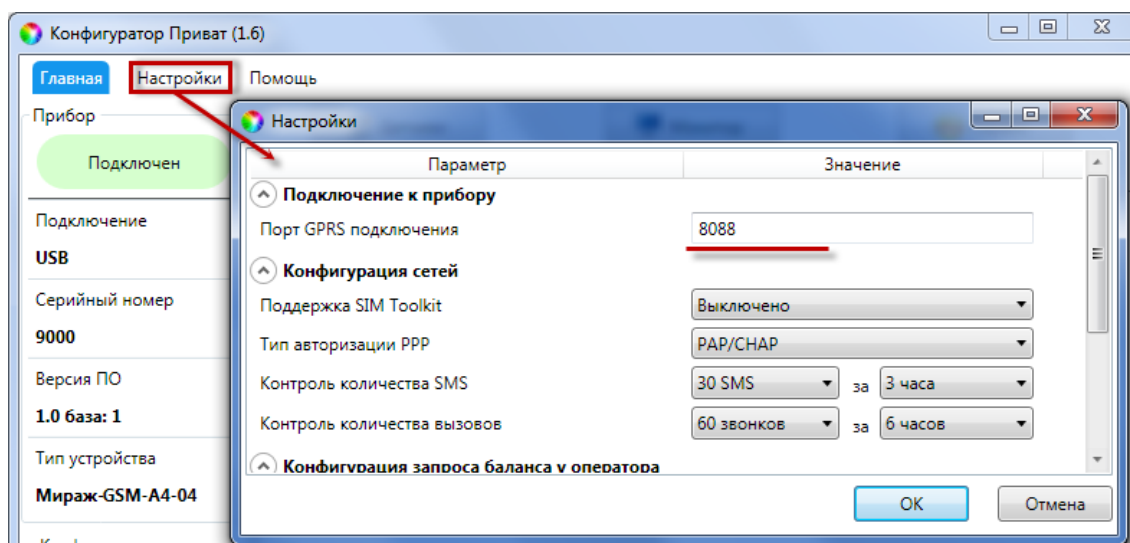 Конфигуратор Приват (1.6)
Главная Настройки Помощь
Прибор
Подключен
Подключение
USB
Серийный номер
9000
Версия ПО
1.0 база: 1
Тип устройства
Мираж-GSM-A4-04
Настройки
Параметр Значение
Подключение к прибору
Порт GPRS подключения 8088
Конфигурация сетей
Поддержка SIM Toolkit Выключено
Тип авторизации PPP PAP/CHAP
Контроль количества SMS 30 SMS за 3 часа
Контроль количества вызовов 60 звонков за 6 часов
Конфигурация запроса баланса у оператора
OK Отмена